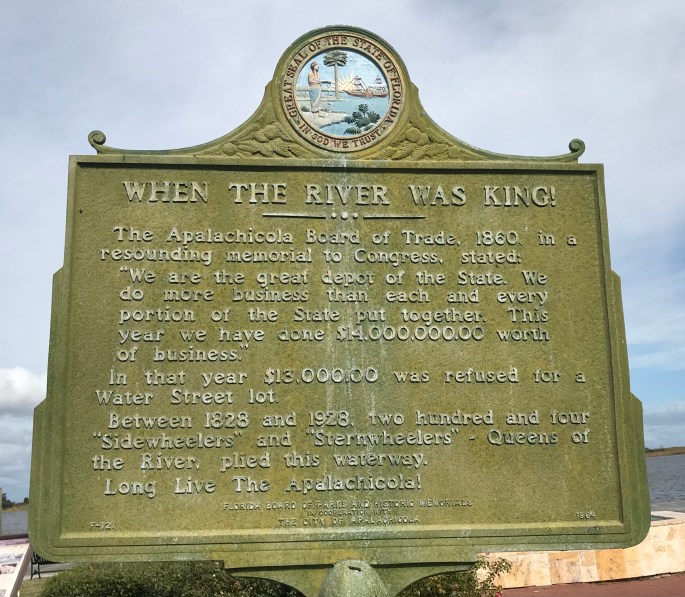 GREAT SEAL OF THE STATE OF FLORIDA
IN GOD WE TRUST
WHEN THE RIVER WAS KING!
The Apalachicola Board of Trade, 1860, in a
resounding memorial to Congress, stated:
"We are the great depot of the State. We
do more business than each and every
portion of the State put together. This
year we have done $14,000,000.00 worth
of business."
In that year $13,000.00 was refused for a
Water Street lot.
Between 1828 and 1928, two hundred and four
"Sidewheelers" and "Sternwheelers" - Queens of
the River, plied this waterway.
Long Live The Apalachicola!
FLORIDA BOARD OF PARKS AND HISTORIC MEMORIALS
IN COOPERATION WITH
F-121 THE CITY OF APALACHICOLA 1964